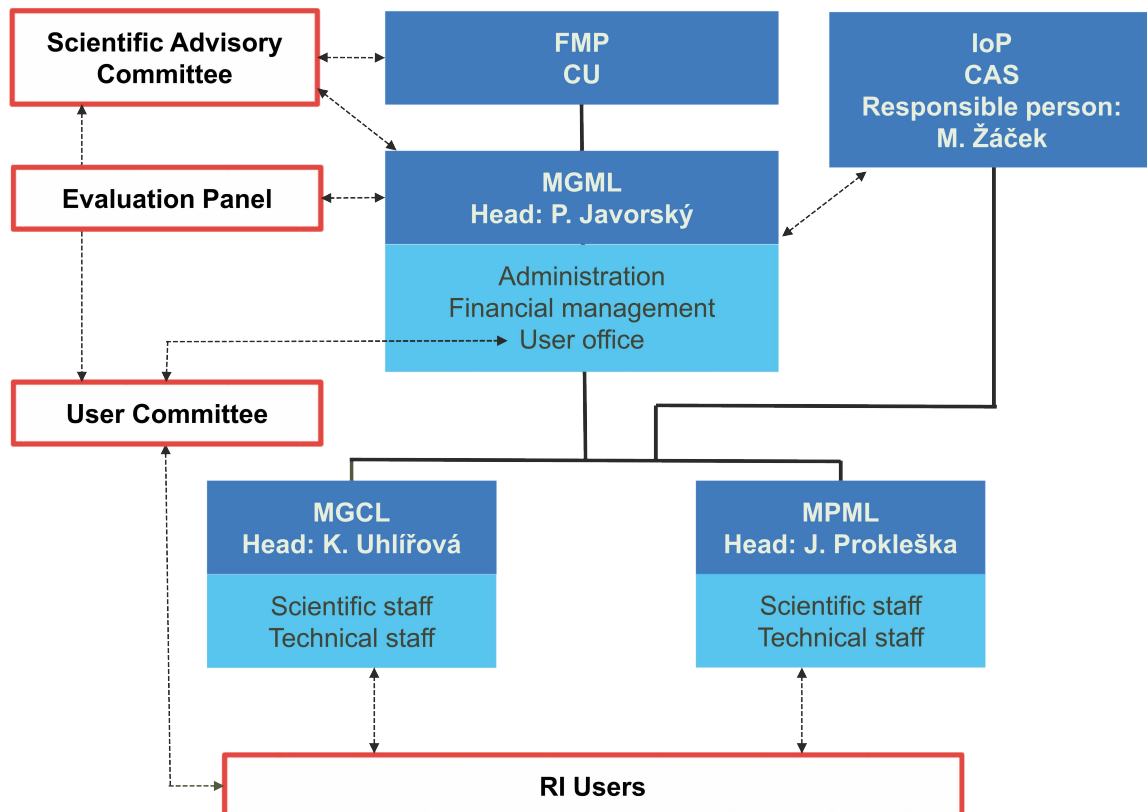 Scientific Advisory
Committee
FMP
CU
IoP
CAS
Responsible person:
M. Žáček
Evaluation Panel
MGML
Head: P. Javorský
Administration
Financial management
User office
User Committee
MGCL
Head: K. Uhlířová
Scientific staff
Technical staff
MPML
Head: J. Prokleška
Scientific staff
Technical staff
RI Users